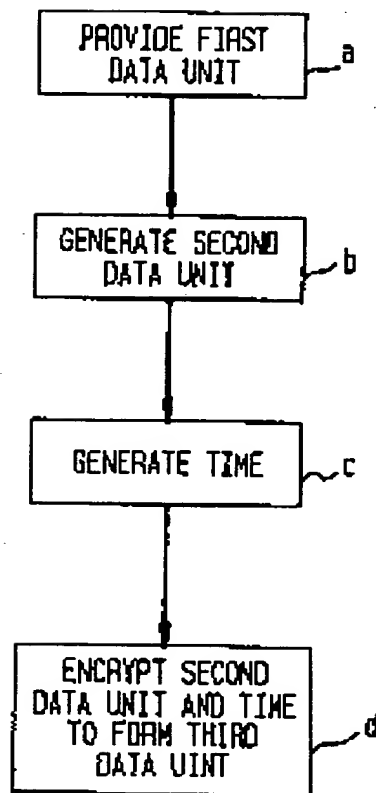 PROVIDE FIRST
DATA UNIT
a
GENERATE SECOND
DATA UNIT
b
GENERATE TIME
c
ENCRYPT SECOND
DATA UNIT AND TIME
TO FORM THIRD
DATA UINT
d